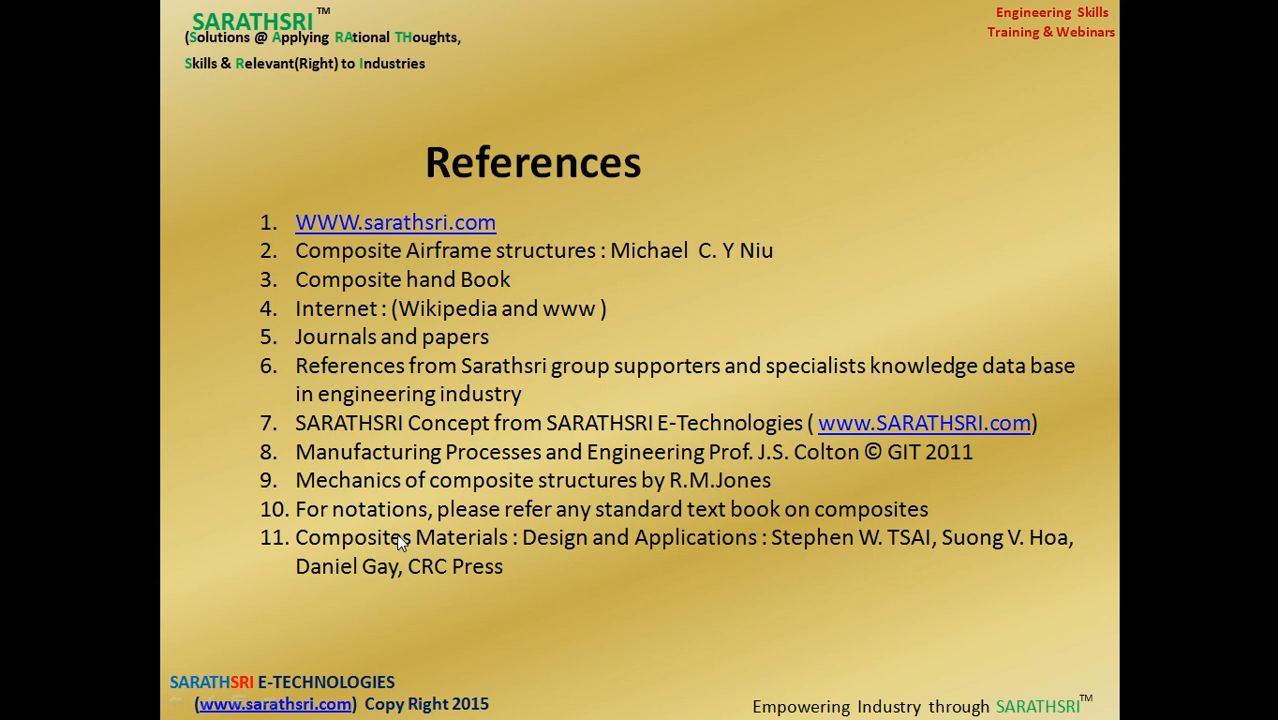 SARATHSRI TM
(Solutions @ Applying RAtional THoughts,
Skills & Relevant(Right) to Industries
Engineering Skills
Training & Webinars
References
1. WWW.sarathsri.com
2. Composite Airframe structures : Michael C. Y Niu
3. Composite hand Book
4. Internet : (Wikipedia and www )
5. Journals and papers
6. References from Sarathsri group supporters and specialists knowledge data base
in engineering industry
7. SARATHSRI Concept from SARATHSRI E-Technologies ( www.SARATHSRI.com)
8. Manufacturing Processes and Engineering Prof. J.S. Colton © GIT 2011
9. Mechanics of composite structures by R.M.Jones
10. For notations, please refer any standard text book on composites
11. Composites Materials : Design and Applications : Stephen W. TSAI, Suong V. Hoa,
Daniel Gay, CRC Press
SARATHSRI E-TECHNOLOGIES
(www.sarathsri.com) Copy Right 2015
Empowering Industry through SARATHSRI TM